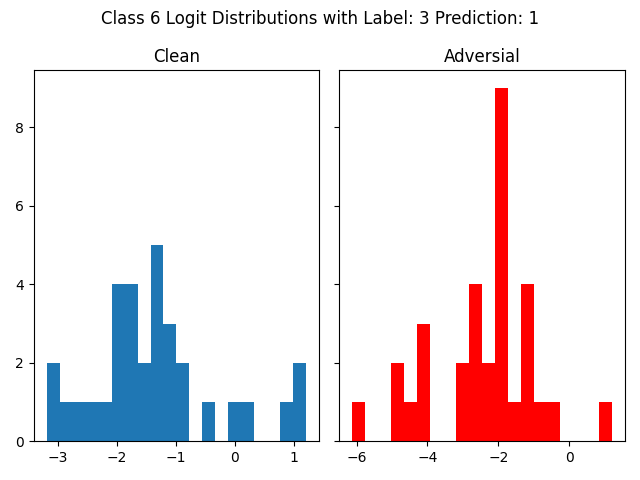 Class 6 Logit Distributions with Label: 3 Prediction: 1
Clean
Adversial
8
6
4
2
0
−3 −2 −1 0 1
−6 −4 −2 0